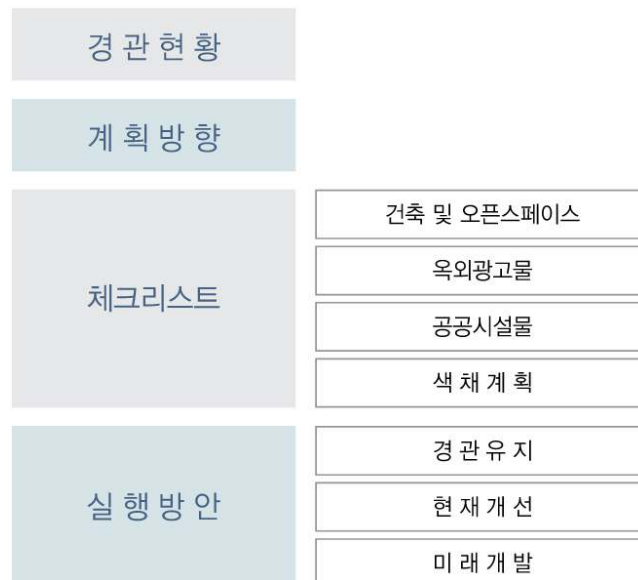 경 관 현 황
계 획 방 향
체크리스트
건축 및 오픈스페이스
옥외광고물
공공시설물
색 채 계 획
실 행 방 안
경 관 유 지
현 재 개 선
미 래 개 발